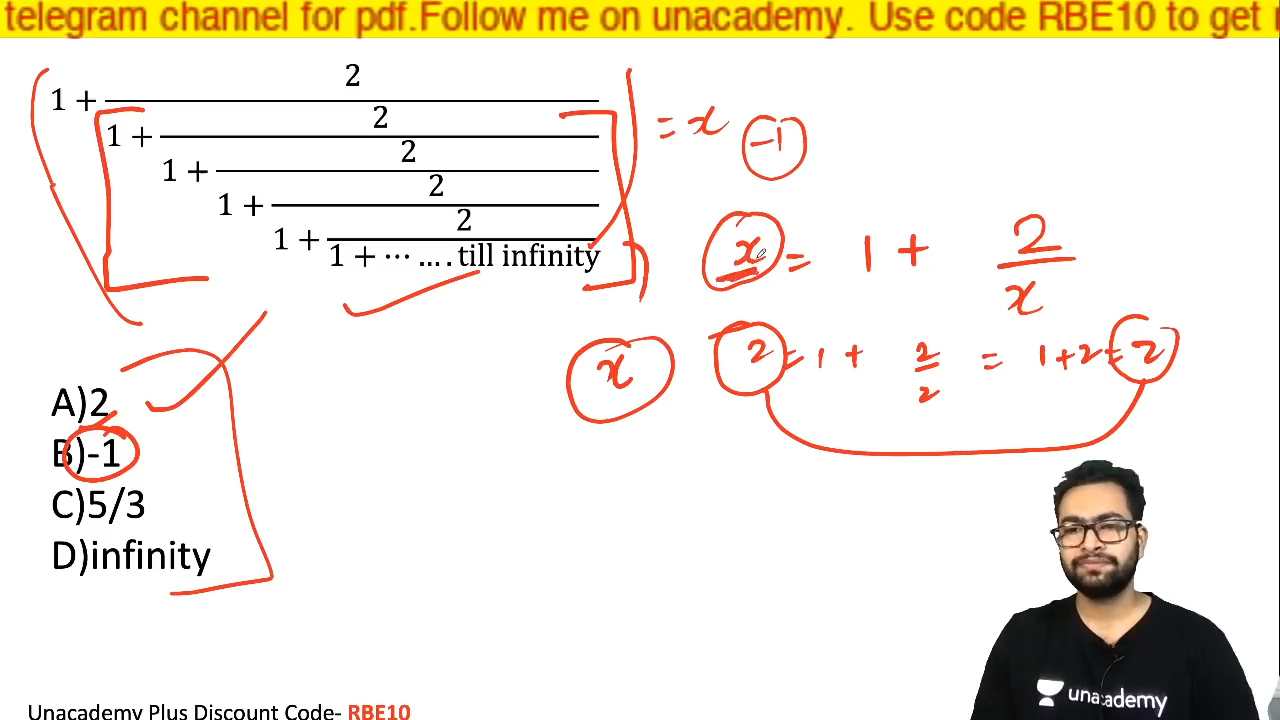 telegram channel for pdf.Follow me on unacademy. Use code RBE10 to get
1 + 2
1 + 2
1 + 2
1 + 2
1 + 2
1 + ··· ... . till infinity
= x
-1
x = 1 + 2/x
x
2 = 1 + 2/2 = 1+2 = 2
A)2
B)-1
C)5/3
D)infinity
unacademy
Unacademy Plus Discount Code- RBE10